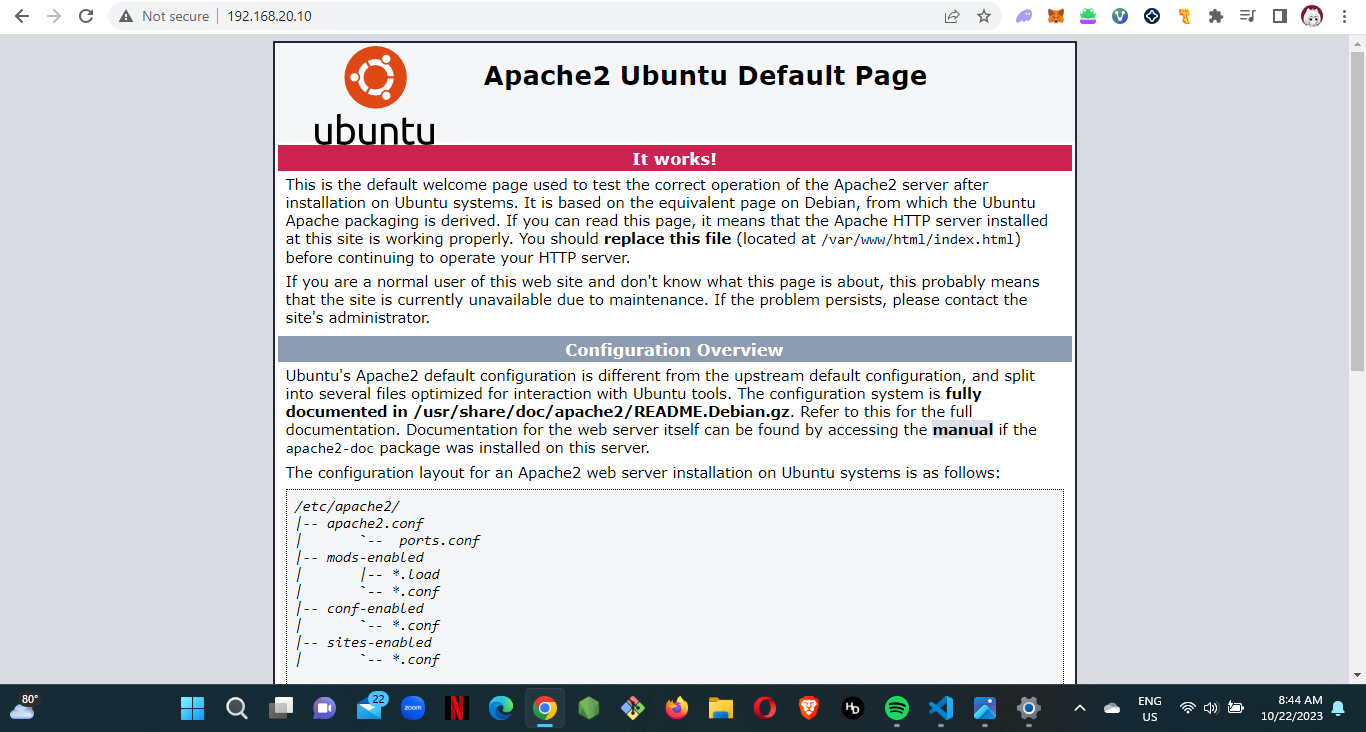 Not secure
192.168.20.10
ubuntu
Apache2 Ubuntu Default Page
It works!
This is the default welcome page used to test the correct operation of the Apache2 server after
installation on Ubuntu systems. It is based on the equivalent page on Debian, from which the Ubuntu
Apache packaging is derived. If you can read this page, it means that the Apache HTTP server installed
at this site is working properly. You should replace this file (located at /var/www/html/index.html)
before continuing to operate your HTTP server.
If you are a normal user of this web site and don't know what this page is about, this probably means
that the site is currently unavailable due to maintenance. If the problem persists, please contact the
site's administrator.
Configuration Overview
Ubuntu's Apache2 default configuration is different from the upstream default configuration, and split
into several files optimized for interaction with Ubuntu tools. The configuration system is fully
documented in /usr/share/doc/apache2/README.Debian.gz. Refer to this for the full
documentation. Documentation for the web server itself can be found by accessing the manual if the
apache2-doc package was installed on this server.
The configuration layout for an Apache2 web server installation on Ubuntu systems is as follows:
/etc/apache2/
|-- apache2.conf
|       `--  ports.conf
|-- mods-enabled
|       |-- *.load
|       `-- *.conf
|-- conf-enabled
|       `-- *.conf
|-- sites-enabled
|       `-- *.conf
80°
22
zoom
N
ENG
US
8:44 AM
10/22/2023